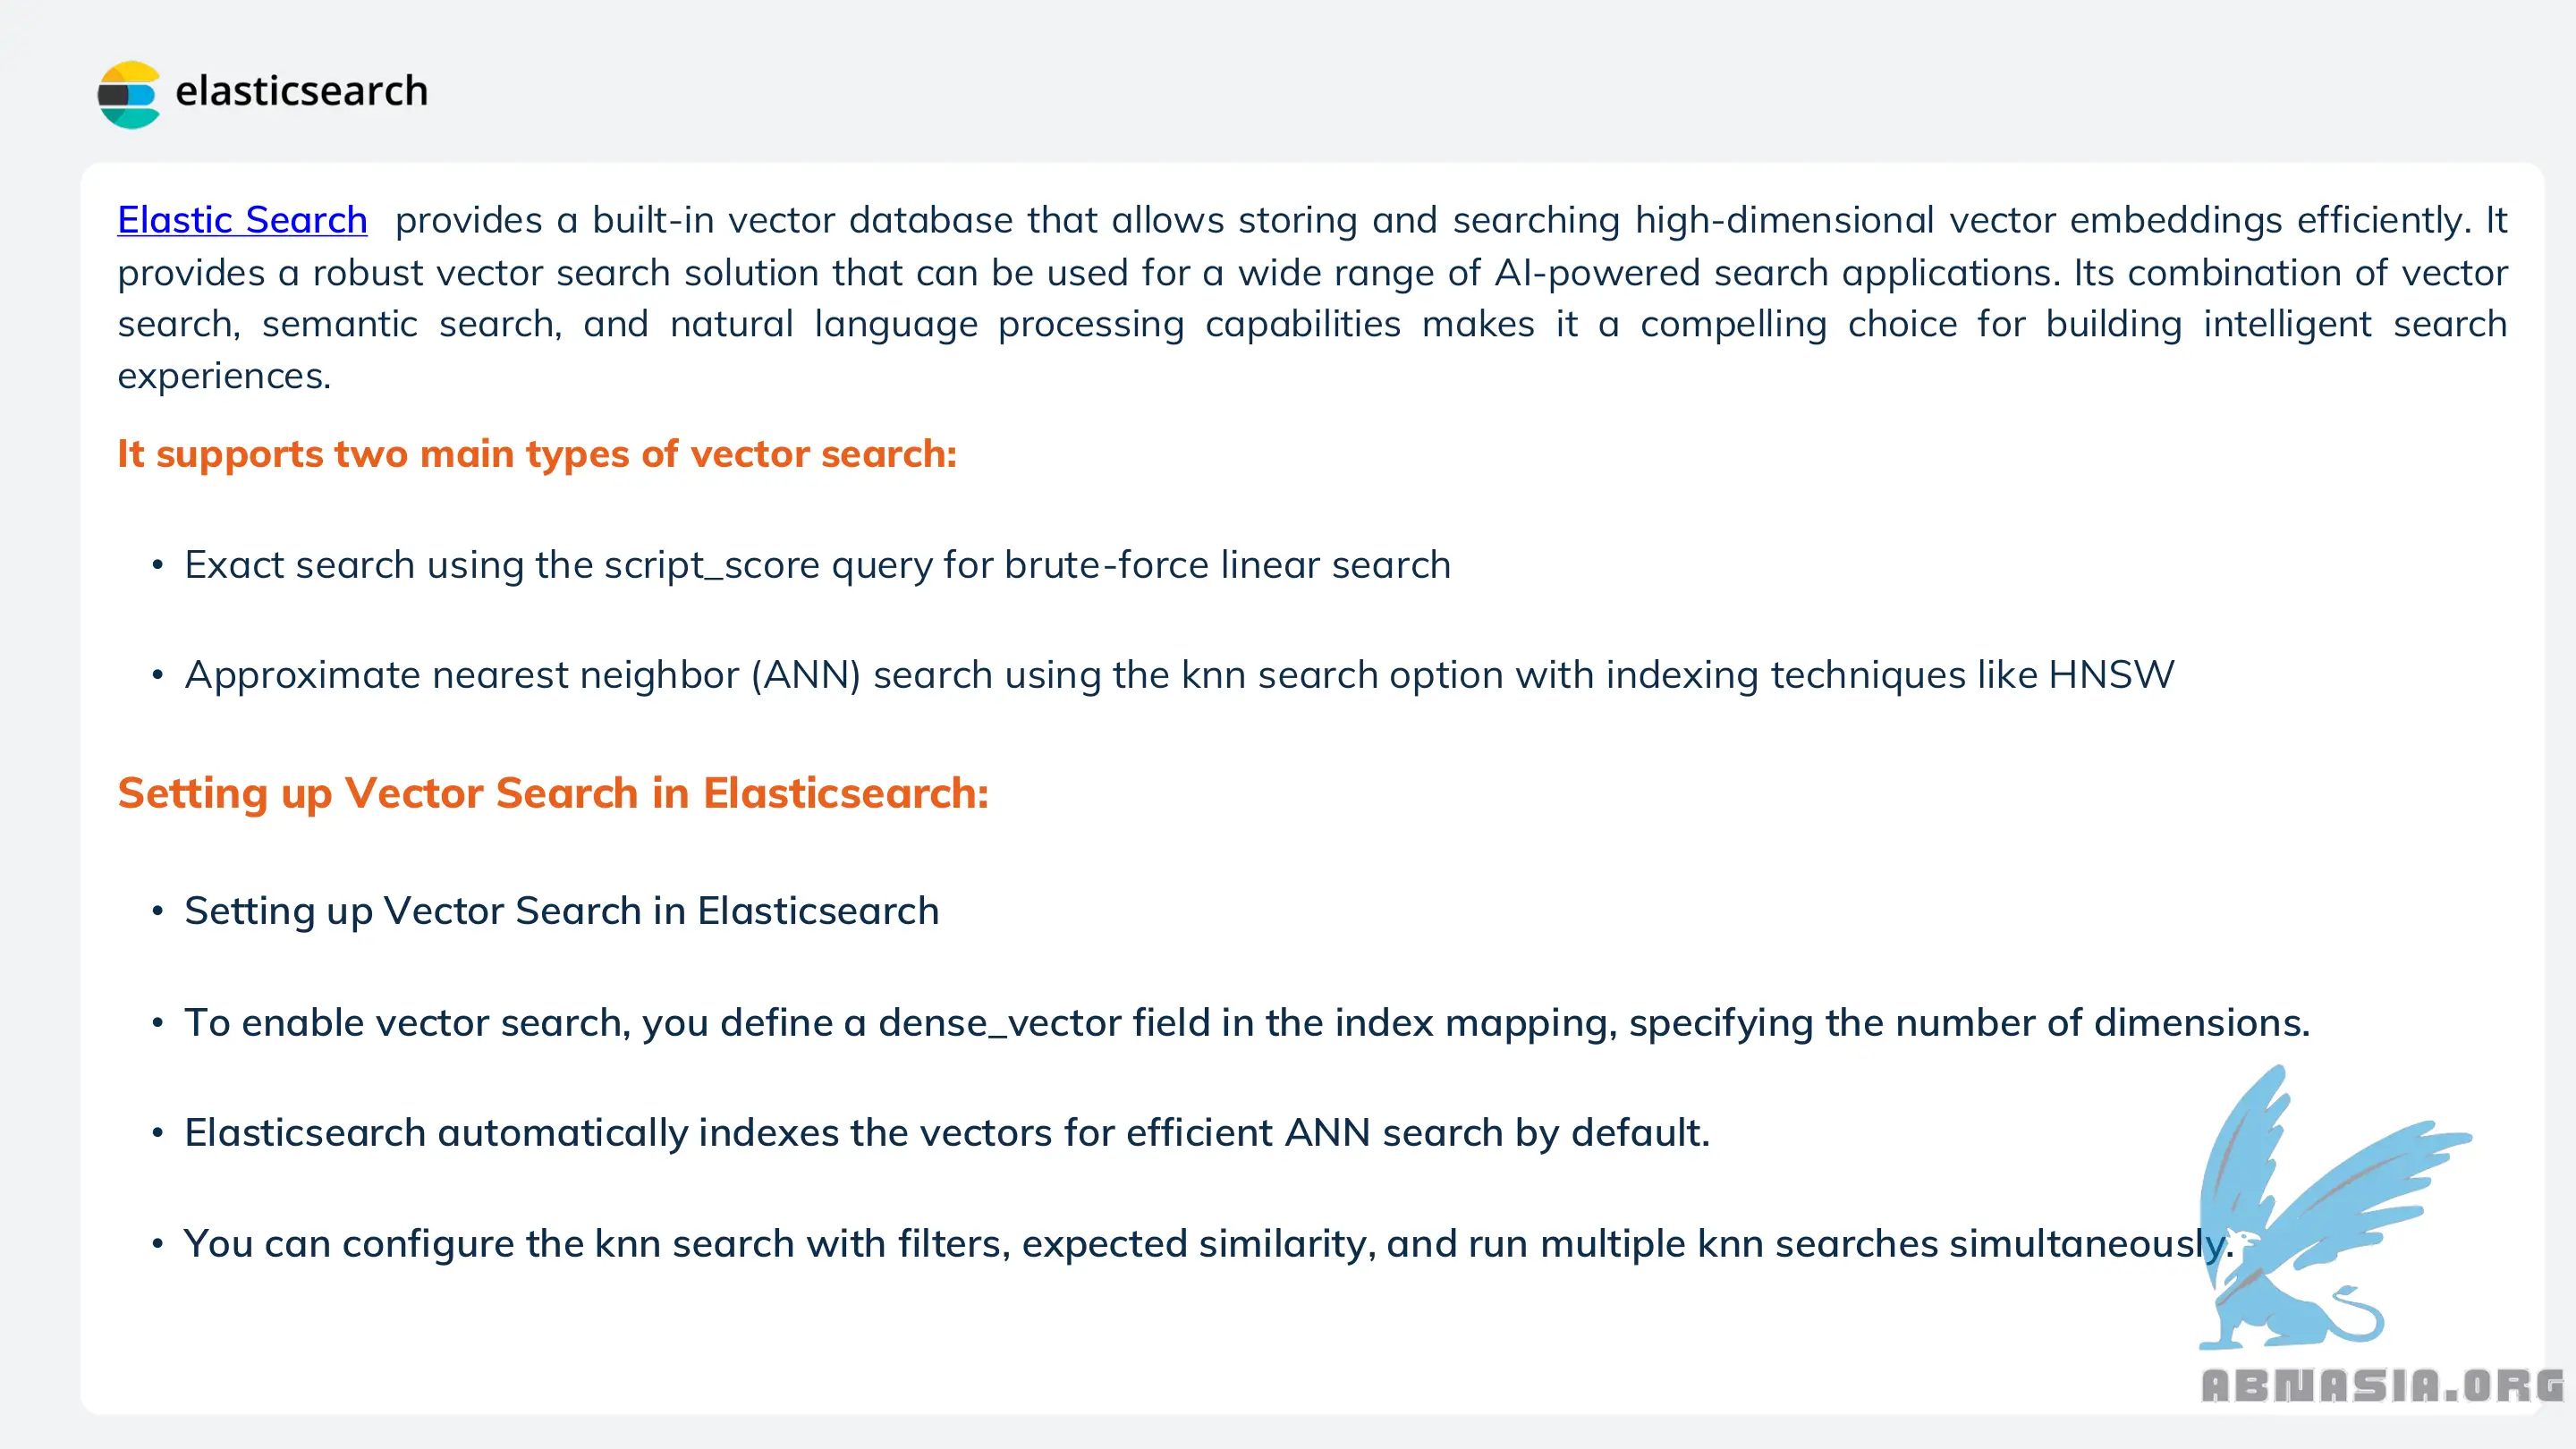 elasticsearch
Elastic Search provides a built-in vector database that allows storing and searching high-dimensional vector embeddings efficiently. It
provides a robust vector search solution that can be used for a wide range of AI-powered search applications. Its combination of vector
search, semantic search, and natural language processing capabilities makes it a compelling choice for building intelligent search
experiences.
It supports two main types of vector search:
• Exact search using the script_score query for brute-force linear search
• Approximate nearest neighbor (ANN) search using the knn search option with indexing techniques like HNSW
Setting up Vector Search in Elasticsearch:
• Setting up Vector Search in Elasticsearch
• To enable vector search, you define a dense_vector field in the index mapping, specifying the number of dimensions.
• Elasticsearch automatically indexes the vectors for efficient ANN search by default.
• You can configure the knn search with filters, expected similarity, and run multiple knn searches simultaneously.
ABNASIA.ORG